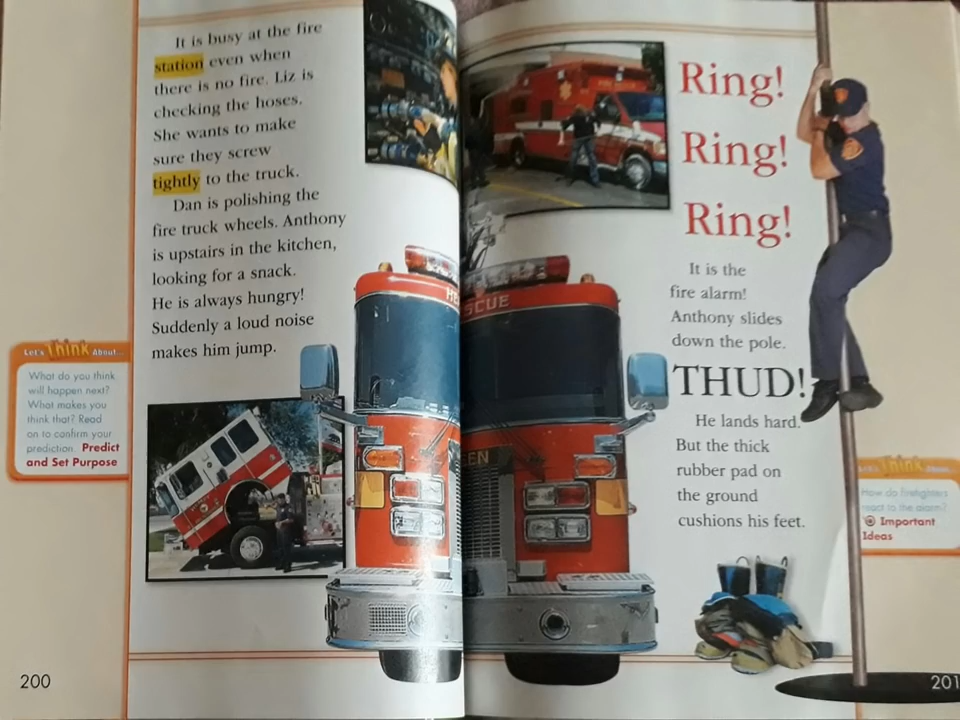 It is busy at the fire
station even when
there is no fire. Liz is
checking the hoses.
She wants to make
sure they screw
tightly to the truck.
Dan is polishing the
fire truck wheels. Anthony
is upstairs in the kitchen,
looking for a snack.
He is always hungry!
Suddenly a loud noise
makes him jump.
Let's Think About...
What do you think
will happen next?
What makes you
think that? Read
on to confirm your
prediction. Predict
and Set Purpose
200
Ring!
Ring!
Ring!
It is the
fire alarm!
Anthony slides
down the pole.
THUD!
He lands hard.
But the thick
rubber pad on
the ground
cushions his feet.
Let's Think About...
How do firefighters
react to the alarm?
Important
Ideas
201